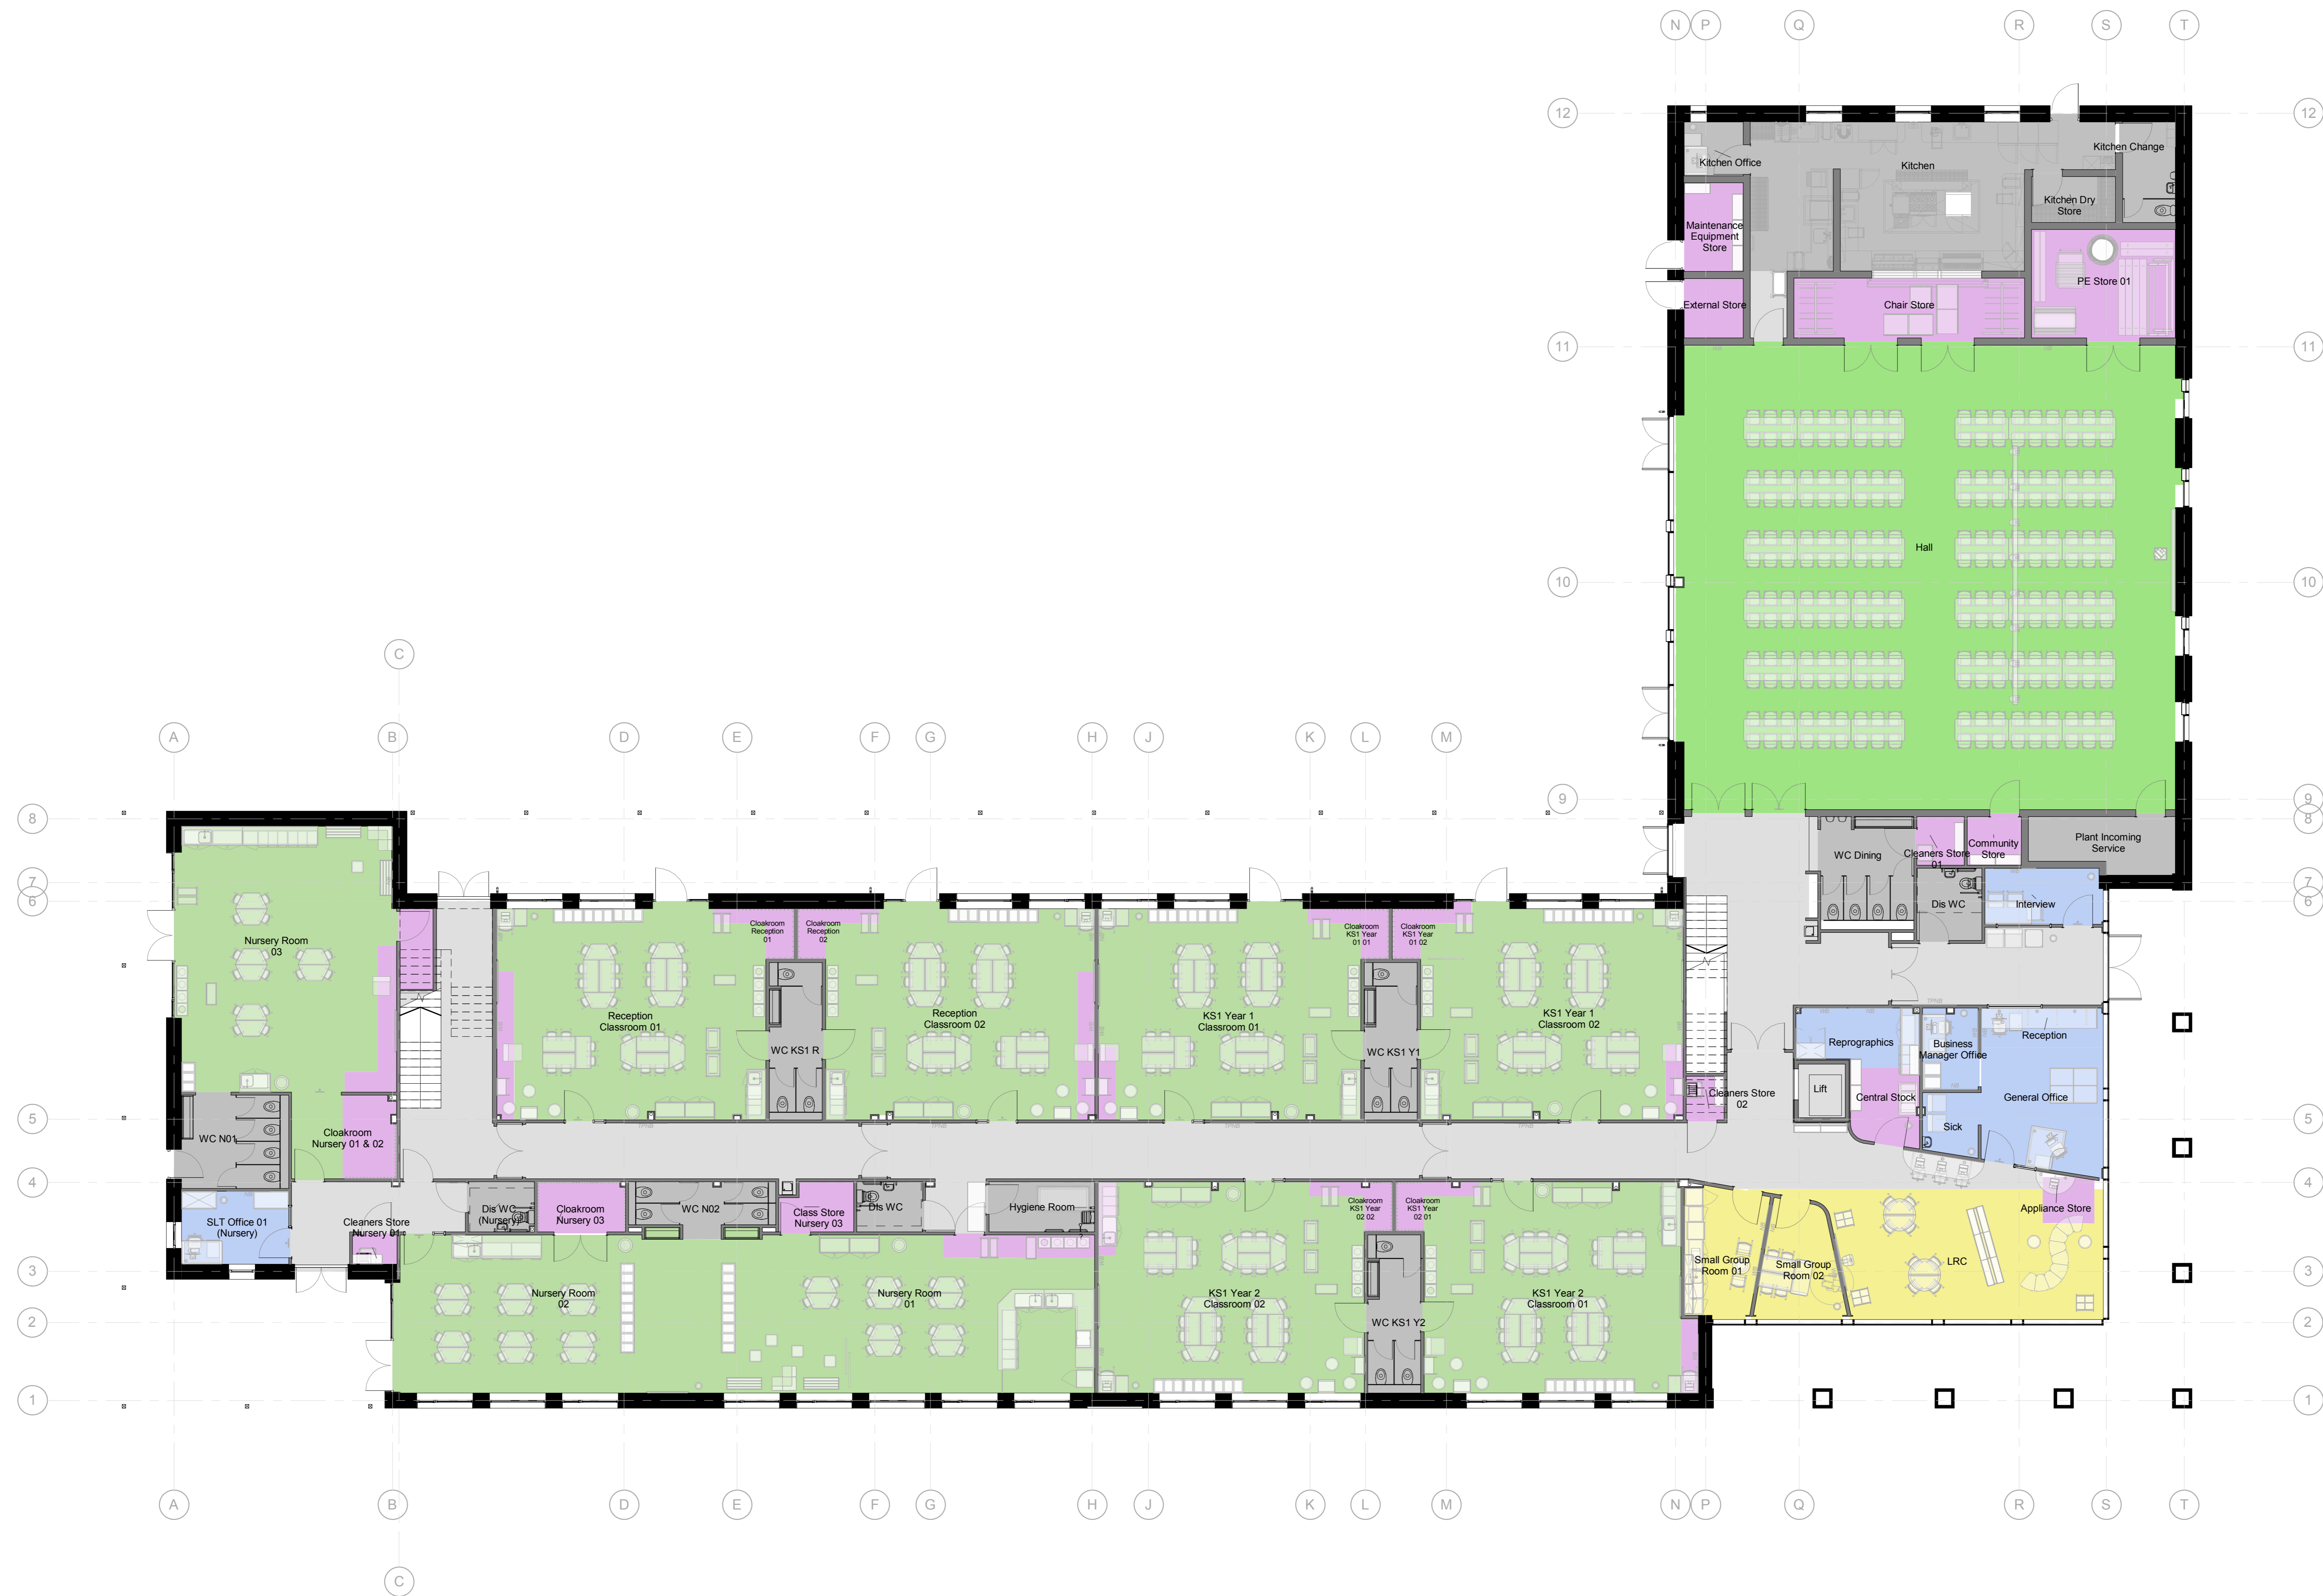 N P Q R S T
12 12
Kitchen Office
Kitchen
Kitchen Change
Kitchen Dry
Store
Maintenance
Equipment
Store
External Store
Chair Store
PE Store 01
11 11
Hall
10 10
C
A B D E F G H J K L M
9 9
8 8
7 7
6 6
WC Dining
Cleaners Store
01
Community
Store
Plant Incoming
Service
Dis WC
Interview
Nursery Room
03
Cloakroom
Reception
01
Cloakroom
Reception
02
Cloakroom
KS1 Year
01 01
Cloakroom
KS1 Year
01 02
Reception
Classroom 01
Reception
Classroom 02
KS1 Year 1
Classroom 01
KS1 Year 1
Classroom 02
WC KS1 R
WC KS1 Y1
Reprographics
Business
Manager Office
Reception
Lift
Central Stock
General Office
Cleaners Store
02
Sick
5 5
WC N01
Cloakroom
Nursery 01 & 02
4 4
SLT Office 01
(Nursery)
Cleaners Store
Nursery 01
Dis WC
(Nursery)
Cloakroom
Nursery 03
WC N02
Class Store
Nursery 03
Dis WC
Hygiene Room
Cloakroom
KS1 Year
02 02
Cloakroom
KS1 Year
02 01
Appliance Store
3 3
Small Group
Room 01
Small Group
Room 02
LRC
Nursery Room
02
Nursery Room
01
KS1 Year 2
Classroom 02
KS1 Year 2
Classroom 01
WC KS1 Y2
2 2
1 1
A B D E F G H J K L M N P Q R S T
C